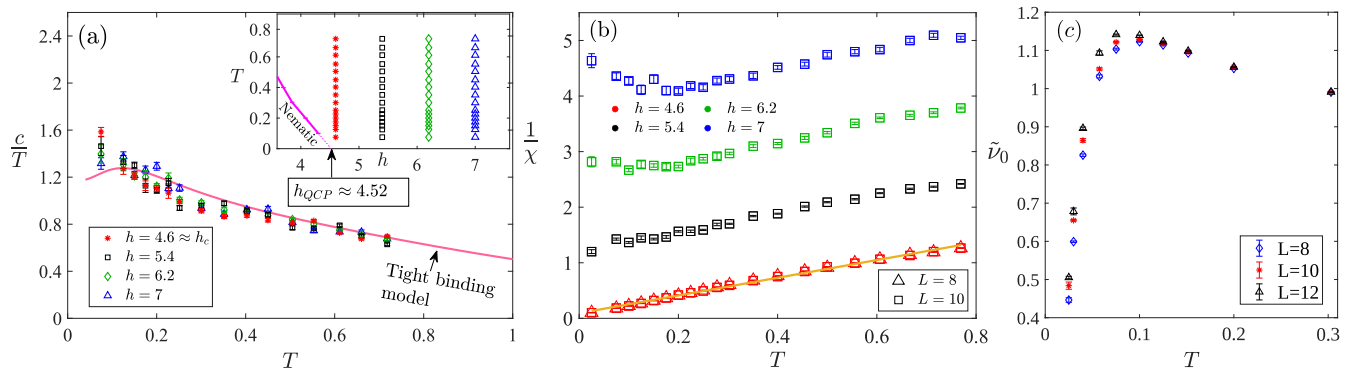 (a)
c/T
2.4
2
1.6
1.2
0.8
0.4
0
0
0.2
0.4
0.6
0.8
1
T
h = 4.6 ≈ h_c
h = 5.4
h = 6.2
h = 7
Tight binding
model
T
0.8
0.6
0.4
0.2
0
4
5
6
7
h
Nematic
h_QCP ≈ 4.52
(b)
1/χ
5
4
3
2
1
0
0
0.2
0.4
0.6
0.8
T
h = 4.6
h = 6.2
h = 5.4
h = 7
L = 8
L = 10
(c)
ν̃_0
1.2
1.1
1
0.9
0.8
0.7
0.6
0.5
0.4
0
0.1
0.2
0.3
T
L=8
L=10
L=12